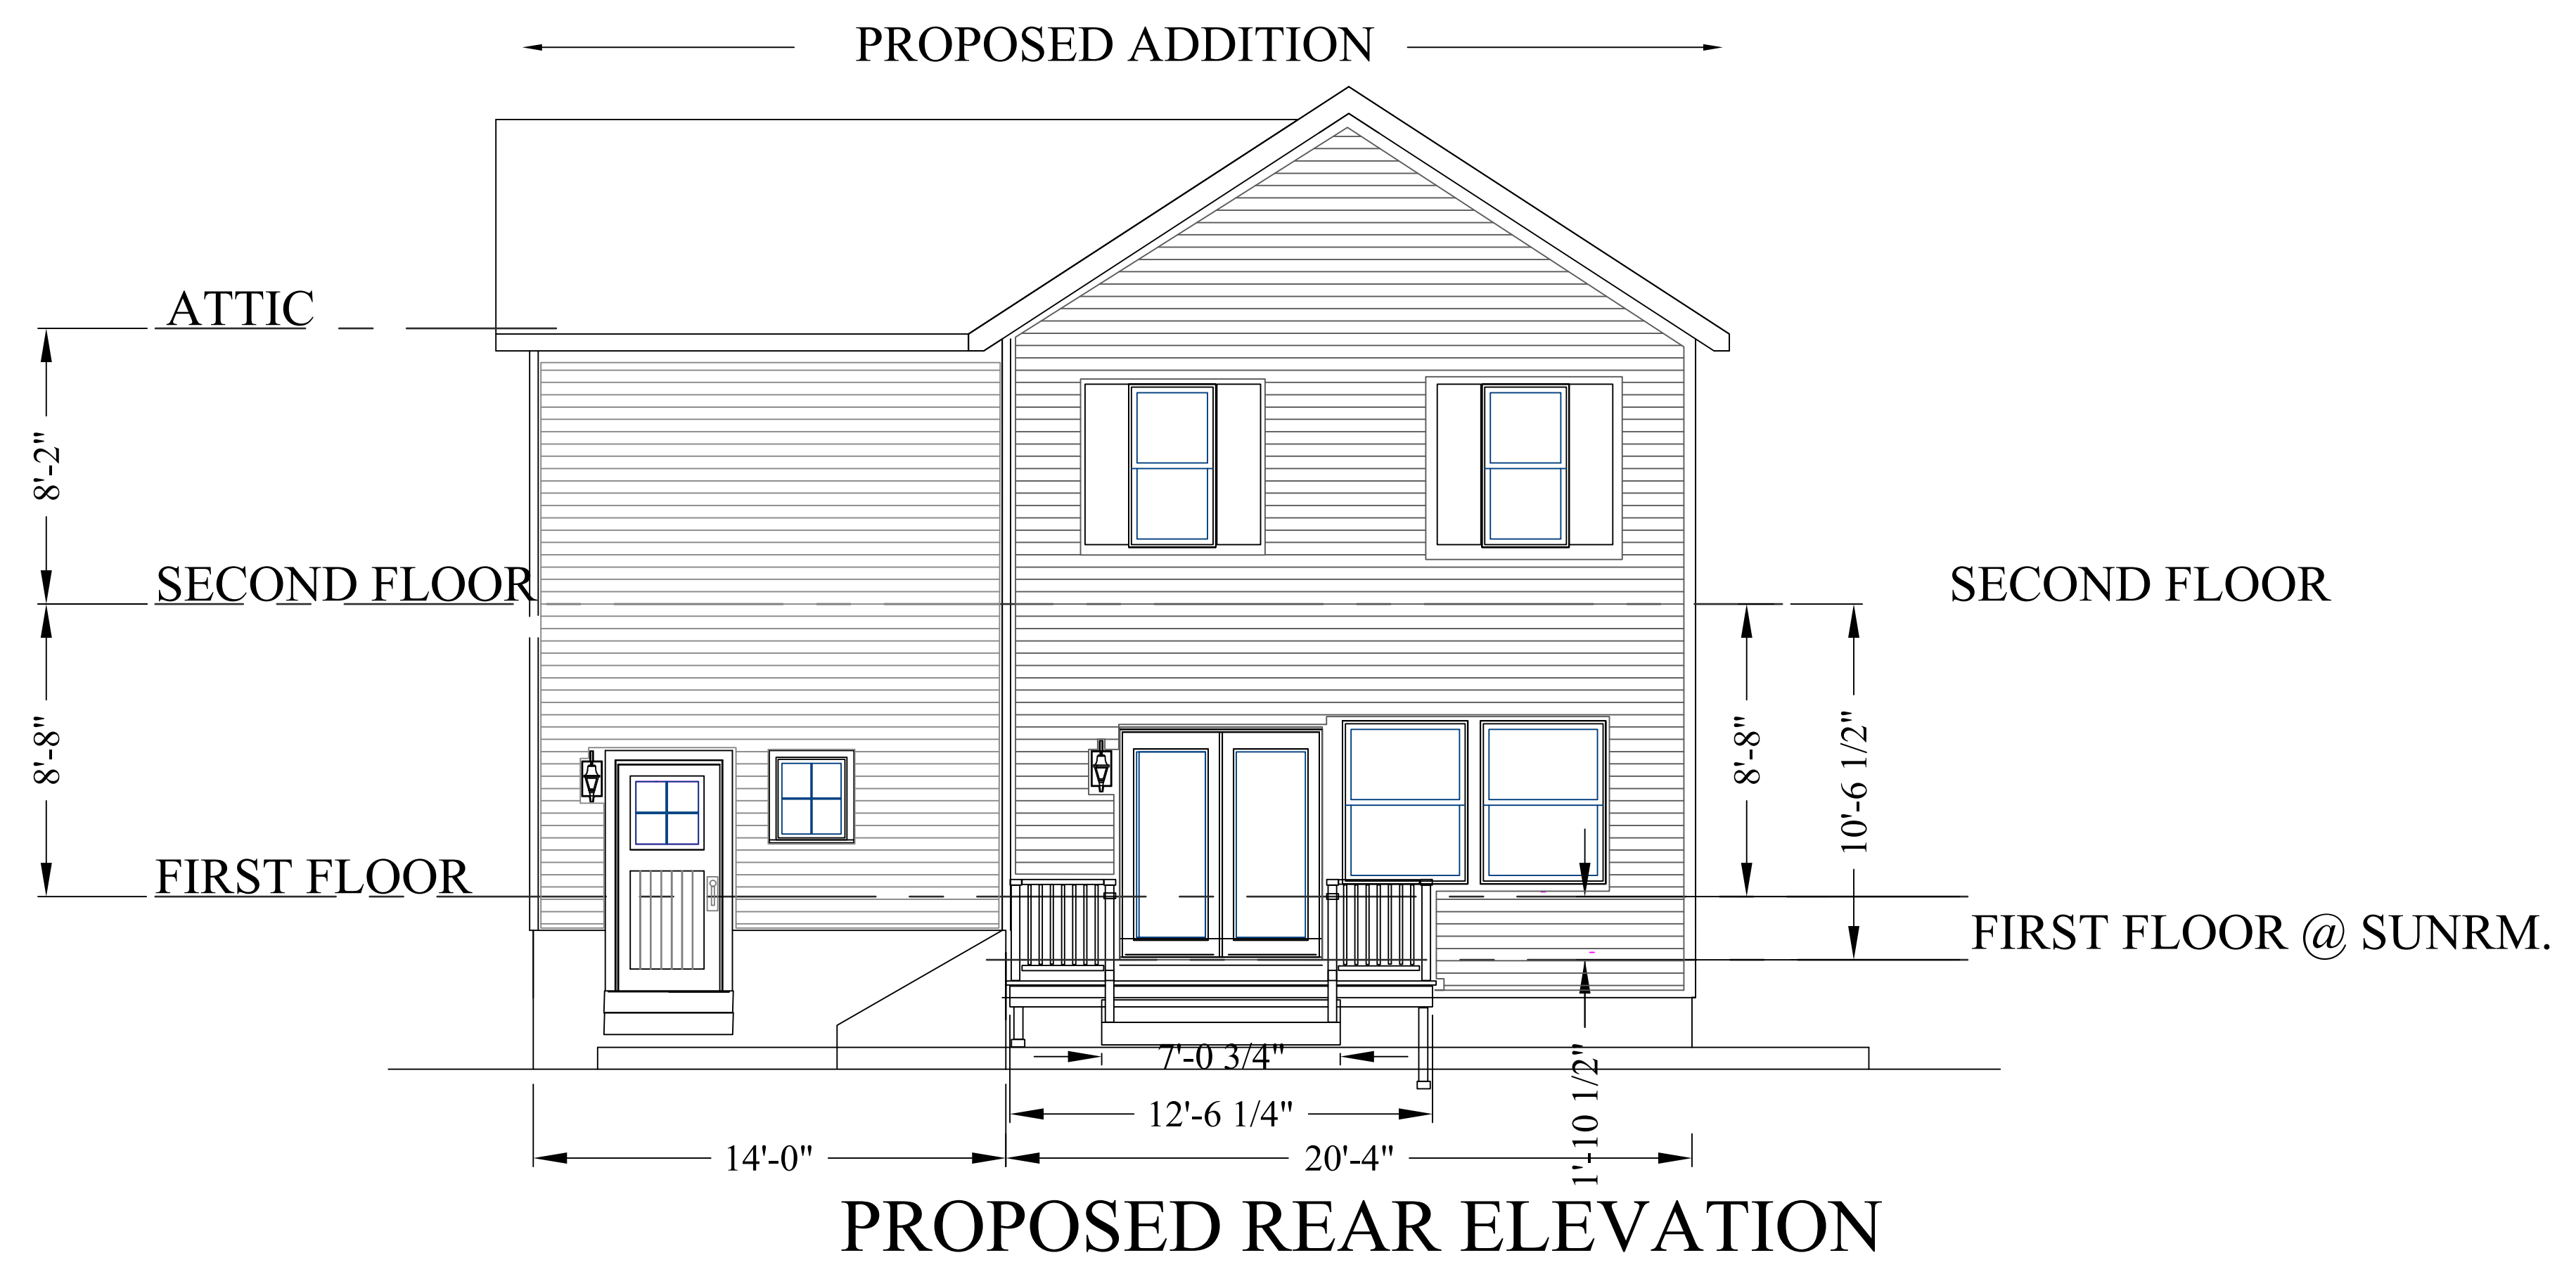 PROPOSED ADDITION
ATTIC
8'-2"
SECOND FLOOR
SECOND FLOOR
8'-8"
8'-8"
10'-6 1/2"
FIRST FLOOR
FIRST FLOOR @ SUNRM.
7'-0 3/4"
1'-10 1/2"
12'-6 1/4"
14'-0"
20'-4"
PROPOSED REAR ELEVATION